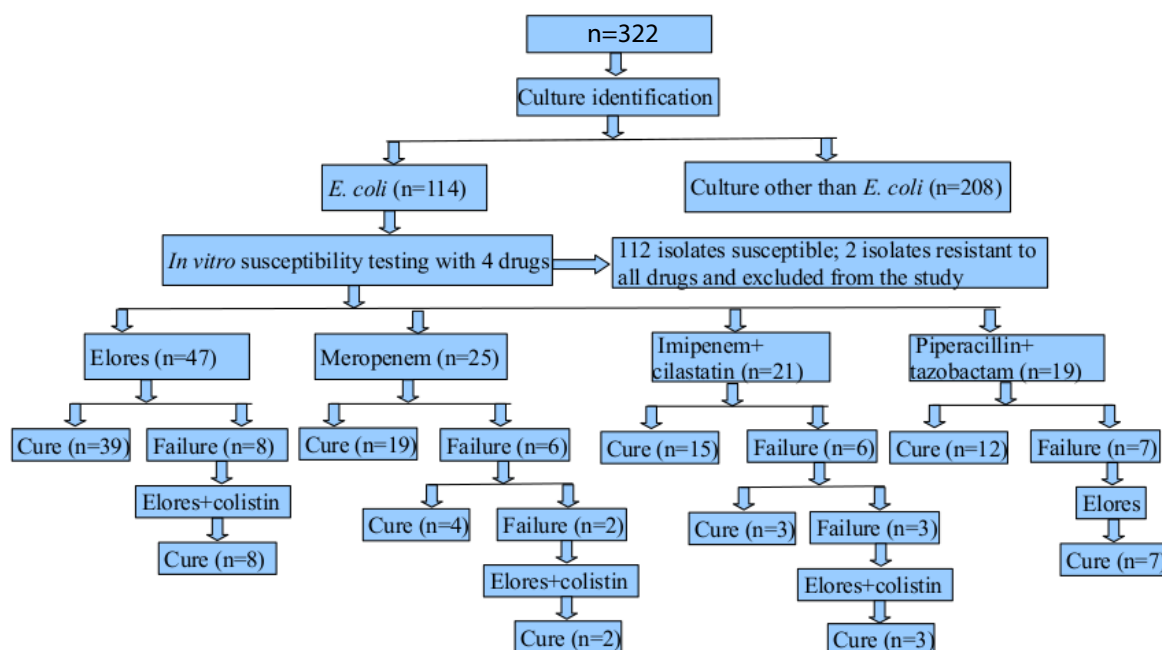 n=322
Culture identification
E. coli (n=114)
Culture other than E. coli (n=208)
In vitro susceptibility testing with 4 drugs
112 isolates susceptible; 2 isolates resistant to
all drugs and excluded from the study
Elores (n=47)
Meropenem (n=25)
Imipenem+
cilastatin (n=21)
Piperacillin+
tazobactam (n=19)
Cure (n=39)
Failure (n=8)
Cure (n=19)
Failure (n=6)
Cure (n=15)
Failure (n=6)
Cure (n=12)
Failure (n=7)
Elores+colistin
Cure (n=4)
Failure (n=2)
Cure (n=3)
Failure (n=3)
Elores
Cure (n=8)
Elores+colistin
Elores+colistin
Cure (n=7)
Cure (n=2)
Cure (n=3)